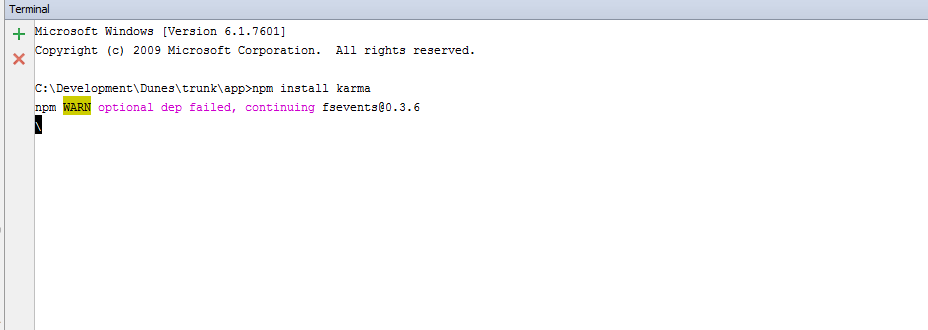 Terminal
Microsoft Windows [Version 6.1.7601]
Copyright (c) 2009 Microsoft Corporation.  All rights reserved.
C:\Development\Dunes\trunk\app>npm install karma
npm WARN optional dep failed, continuing fsevents@0.3.6
\